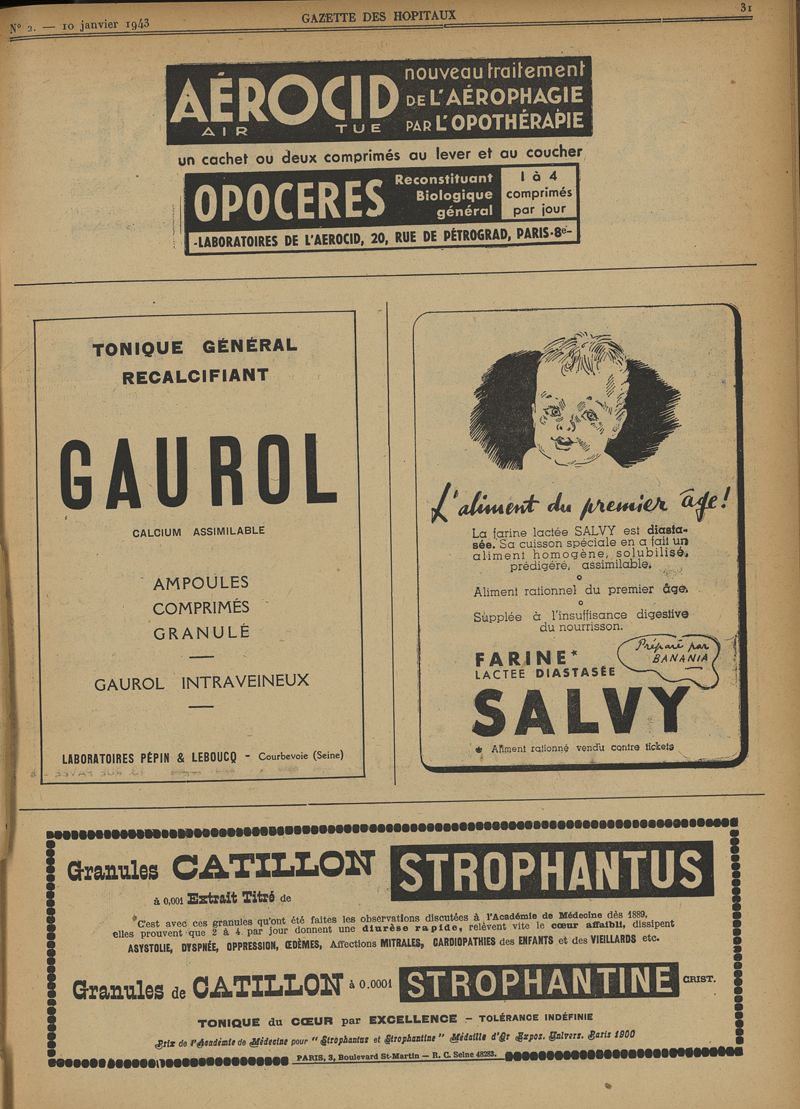 Nº 2. — 10 janvier 1943
GAZETTE DES HOPITAUX
31
AÉROCID
AIR TUE
nouveau traitement
DE L'AÉROPHAGIE
PAR L'OPOTHÉRAPIE
un cachet ou deux comprimés au lever et au coucher
OPOCERES
Reconstituant
Biologique
général
1 à 4
comprimés
par jour
-LABORATOIRES DE L'AEROCID, 20, RUE DE PÉTROGRAD, PARIS-8e-
TONIQUE GÉNÉRAL
RECALCIFIANT
GAUROL
CALCIUM ASSIMILABLE
AMPOULES
COMPRIMÉS
GRANULÉ
GAUROL INTRAVEINEUX
LABORATOIRES PÉPIN & LEBOUCQ - Courbevoie (Seine)
L'aliment du premier âge!
La farine lactée SALVY est diasta-
sée. Sa cuisson spéciale en a fait un
aliment homogène, solubilisé,
prédigéré, assimilable.
o
Aliment rationnel du premier âge.
o
Supplée à l'insuffisance digestive
du nourrisson.
FARINE*
LACTÉE DIASTASÉE
Préparé par
BANANIA
SALVY
* Aliment rationné vendu contre tickets
Granules CATILLON STROPHANTUS
à 0,001 Extrait Titré de
C'est avec ces granules qu'ont été faites les observations discutées à l'Académie de Médecine dès 1889,
elles prouvent que 2 à 4 par jour donnent une diurèse rapide, relèvent vite le cœur affaibli, dissipent
ASYSTOLIE, DYSPNÉE, OPPRESSION, ŒDÈMES, Affections MITRALES, CARDIOPATHIES des ENFANTS et des VIEILLARDS etc.
Granules de CATILLON à 0.0001 STROPHANTINE CRIST.
TONIQUE du CŒUR par EXCELLENCE - TOLÉRANCE INDÉFINIE
Prix de l'Académie de Médecine pour "Strophantus et Strophantine" Médaille d'Or Expos. Univers. Paris 1900
PARIS, 3, Boulevard St-Martin — R. C. Seine 48283.